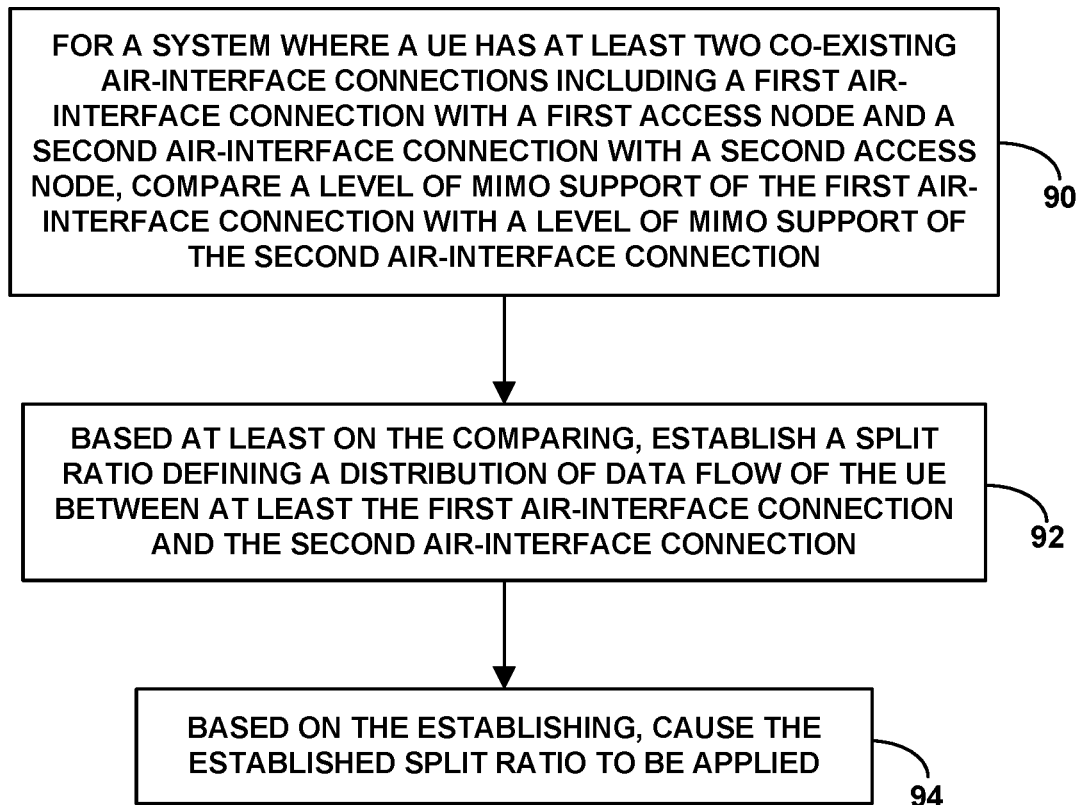 FOR A SYSTEM WHERE A UE HAS AT LEAST TWO CO-EXISTING
AIR-INTERFACE CONNECTIONS INCLUDING A FIRST AIR-
INTERFACE CONNECTION WITH A FIRST ACCESS NODE AND A
SECOND AIR-INTERFACE CONNECTION WITH A SECOND ACCESS
NODE, COMPARE A LEVEL OF MIMO SUPPORT OF THE FIRST AIR-
INTERFACE CONNECTION WITH A LEVEL OF MIMO SUPPORT OF
THE SECOND AIR-INTERFACE CONNECTION
90
BASED AT LEAST ON THE COMPARING, ESTABLISH A SPLIT
RATIO DEFINING A DISTRIBUTION OF DATA FLOW OF THE UE
BETWEEN AT LEAST THE FIRST AIR-INTERFACE CONNECTION
AND THE SECOND AIR-INTERFACE CONNECTION
92
BASED ON THE ESTABLISHING, CAUSE THE
ESTABLISHED SPLIT RATIO TO BE APPLIED
94